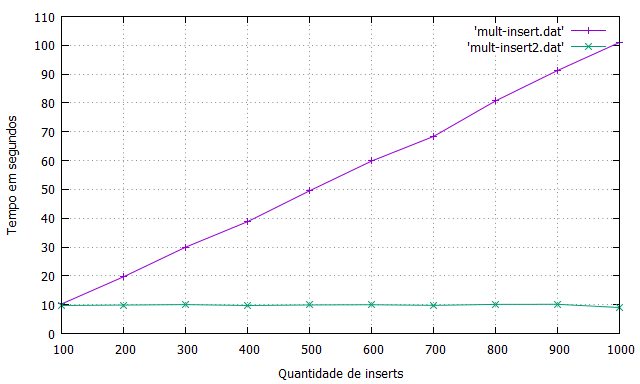 'mult-insert.dat'
'mult-insert2.dat'
110
100
90
80
70
60
50
40
30
20
10
0
Tempo em segundos
100 200 300 400 500 600 700 800 900 1000
Quantidade de inserts